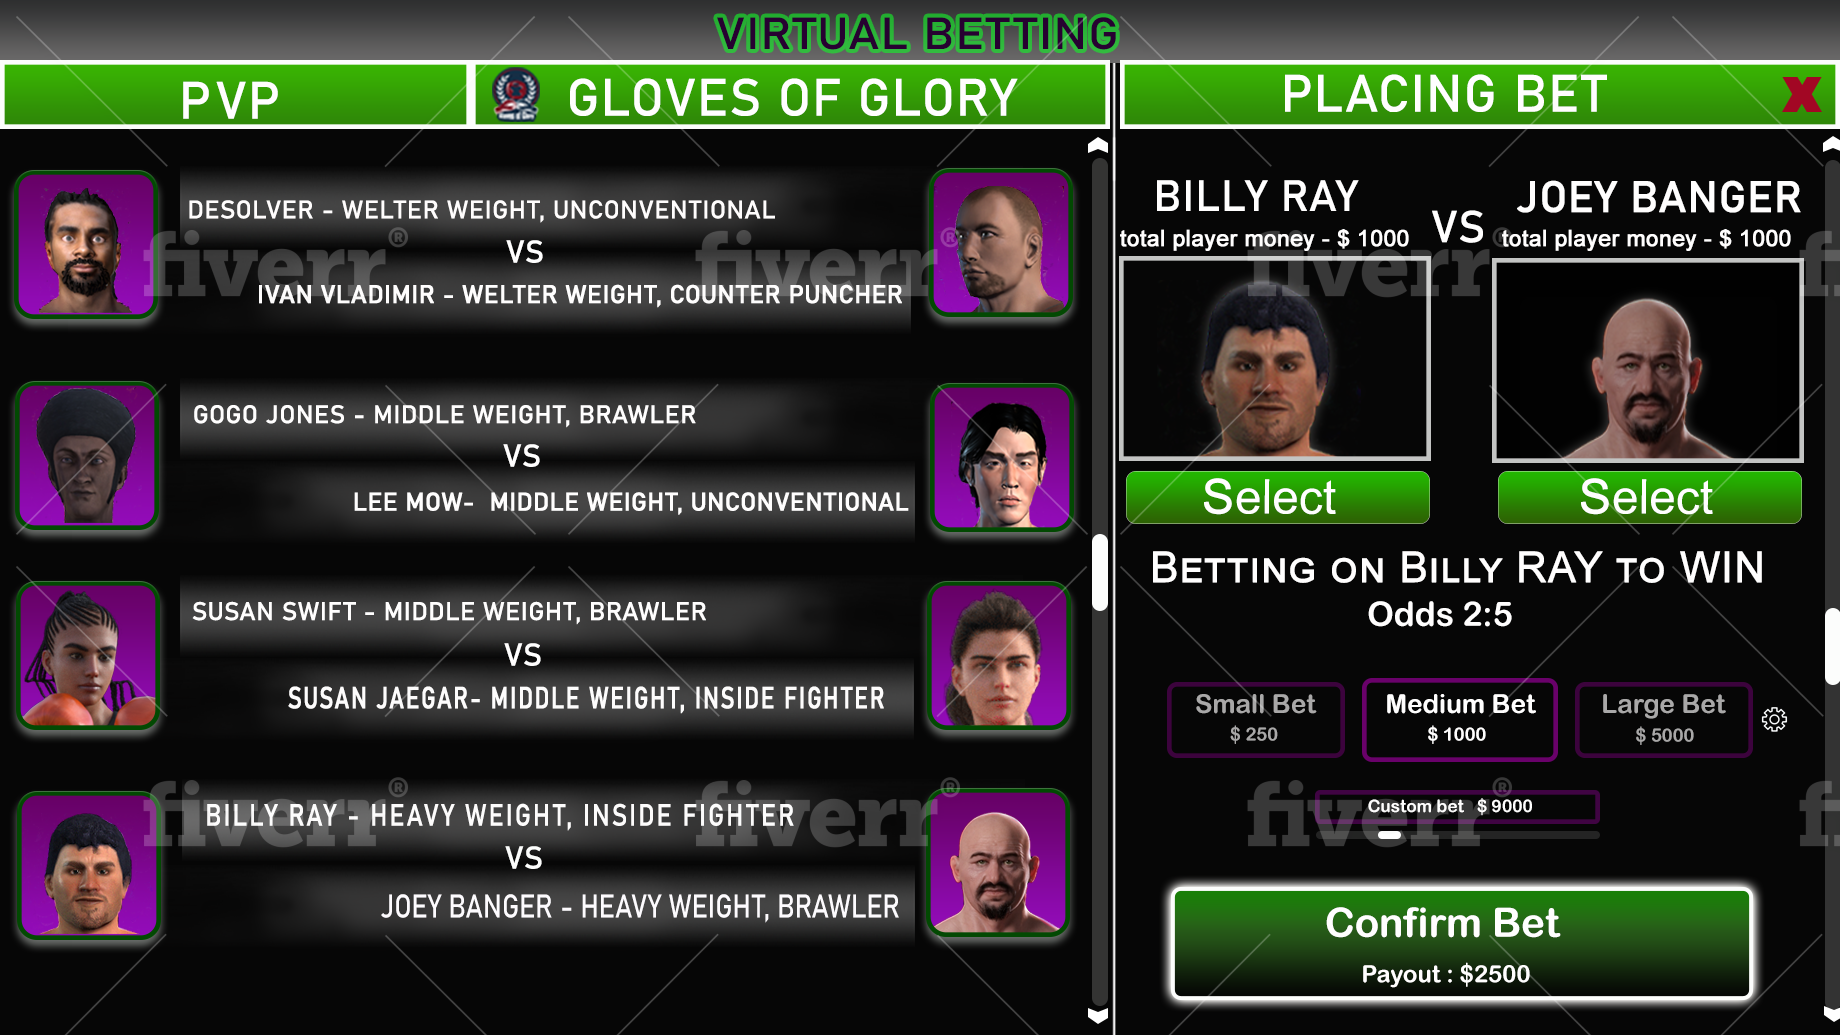 VIRTUAL BETTING
PVP
GLOVES OF GLORY
PLACING BET
X
DESOLVER - WELTER WEIGHT, UNCONVENTIONAL
VS
IVAN VLADIMIR - WELTER WEIGHT, COUNTER PUNCHER
GOGO JONES - MIDDLE WEIGHT, BRAWLER
VS
LEE MOW- MIDDLE WEIGHT, UNCONVENTIONAL
SUSAN SWIFT - MIDDLE WEIGHT, BRAWLER
VS
SUSAN JAEGAR- MIDDLE WEIGHT, INSIDE FIGHTER
BILLY RAY - HEAVY WEIGHT, INSIDE FIGHTER
VS
JOEY BANGER - HEAVY WEIGHT, BRAWLER
BILLY RAY
total player money - $ 1000
VS
JOEY BANGER
total player money - $ 1000
Select
Select
BETTING ON BILLY RAY TO WIN
Odds 2:5
Small Bet
$ 250
Medium Bet
$ 1000
Large Bet
$ 5000
Custom bet $ 9000
Confirm Bet
Payout : $2500
fiverr®
fiverr®
fiverr®
fiverr®
fiverr®
fiverr®